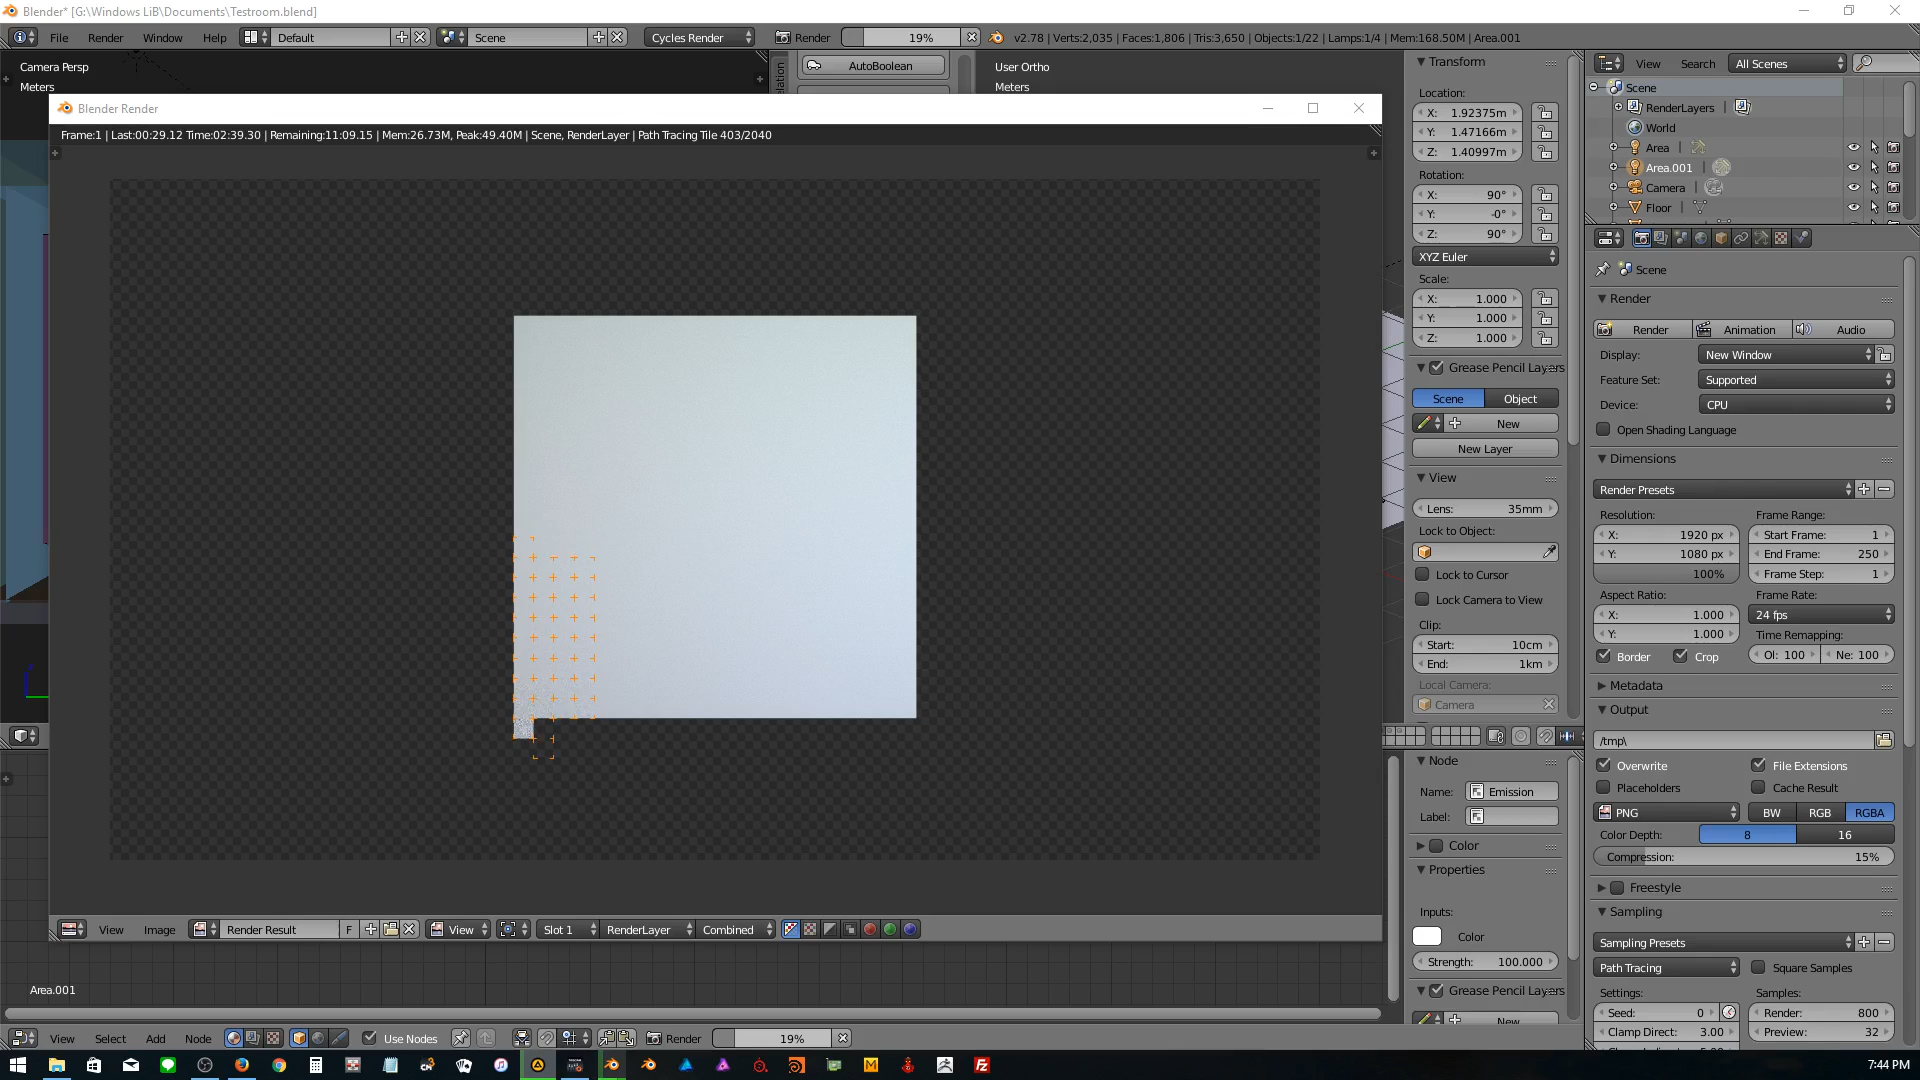 Blender* [G:\Windows LiB\Documents\Testroom.blend]
File Render Window Help Default Scene Cycles Render Render 19% v2.78 | Verts:2,035 | Faces:1,806 | Tris:3,650 | Objects:1/22 | Lamps:1/4 | Mem:168.50M | Area.001
Camera Persp
Meters
AutoBoolean
User Ortho
Meters
Blender Render
Frame:1 | Last:00:29.12 Time:02:39.30 | Remaining:11:09.15 | Mem:26.73M, Peak:49.40M | Scene, RenderLayer | Path Tracing Tile 403/2040
View Image Render Result F View Slot 1 RenderLayer Combined
Area.001
View Select Add Node Use Nodes Render 19%
Transform
Location:
X: 1.92375m
Y: 1.47166m
Z: 1.40997m
Rotation:
X: 90°
Y: -0°
Z: 90°
XYZ Euler
Scale:
X: 1.000
Y: 1.000
Z: 1.000
Grease Pencil Layers
Scene Object
New
New Layer
View
Lens: 35mm
Lock to Object:
Lock to Cursor
Lock Camera to View
Clip:
Start: 10cm
End: 1km
Local Camera:
Camera
Node
Name: Emission
Label:
Color
Properties
Inputs:
Color
Strength: 100.000
Grease Pencil Layers
New
View Search All Scenes
Scene
RenderLayers |
World
Area |
Area.001 |
Camera |
Floor |
Scene
Render
Render Animation Audio
Display: New Window
Feature Set: Supported
Device: CPU
Open Shading Language
Dimensions
Render Presets
Resolution: Frame Range:
X: 1920 px Start Frame: 1
Y: 1080 px End Frame: 250
100% Frame Step: 1
Aspect Ratio: Frame Rate:
X: 1.000 24 fps
Y: 1.000 Time Remapping:
Border Crop Ol: 100 Ne: 100
Metadata
Output
/tmp\
Overwrite File Extensions
Placeholders Cache Result
PNG BW RGB RGBA
Color Depth: 8 16
Compression: 15%
Freestyle
Sampling
Sampling Presets
Path Tracing Square Samples
Settings: Samples:
Seed: 0 Render: 800
Clamp Direct: 3.00 Preview: 32
7:44 PM